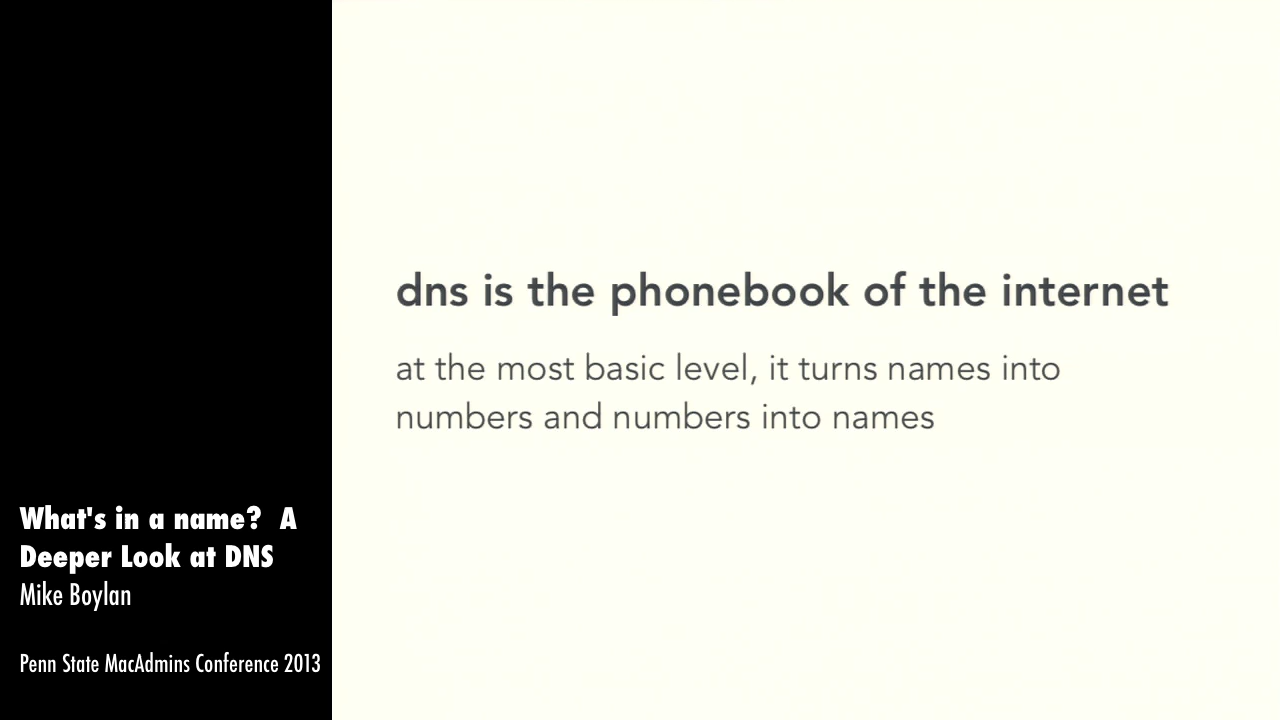 dns is the phonebook of the internet
at the most basic level, it turns names into
numbers and numbers into names
What's in a name?  A
Deeper Look at DNS
Mike Boylan
Penn State MacAdmins Conference 2013